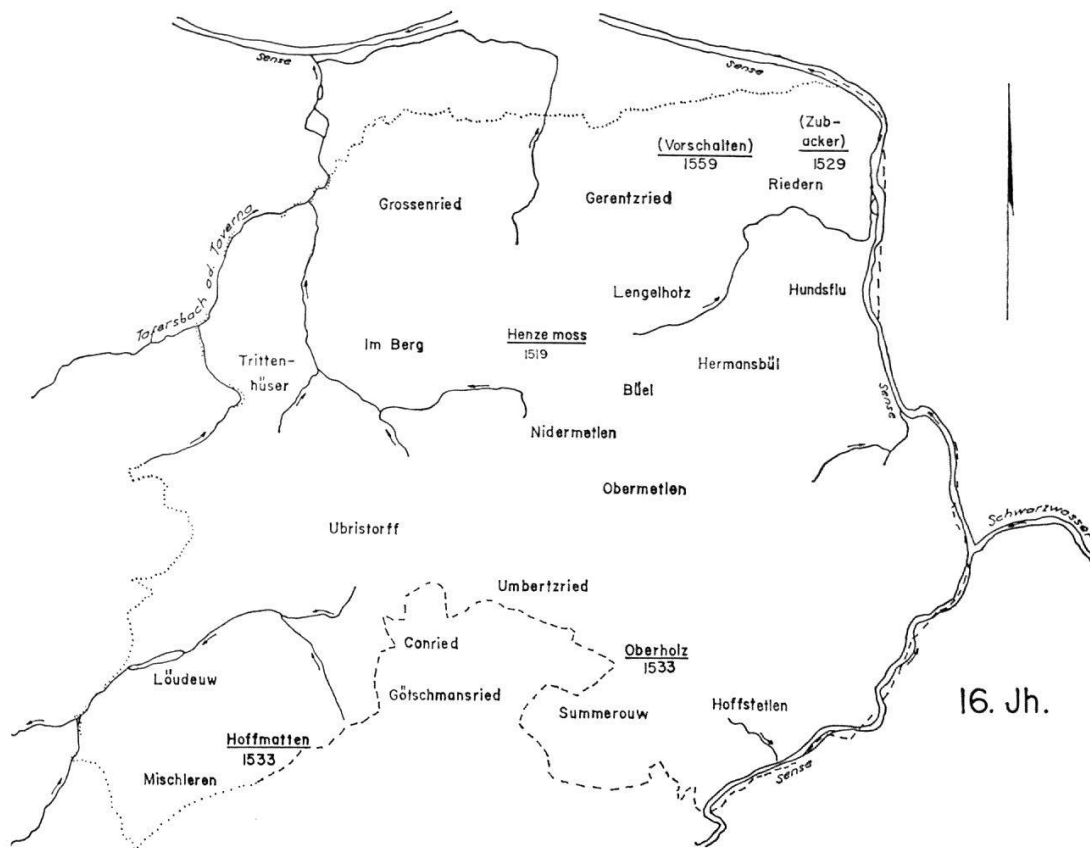 Sense
Sense
(Vorschalten)
1559
(Zub-
acker)
1529
Riedern
Grossenried
Gerentzried
Tafersbach od. Taverna
Lengelhotz
Hundsflu
Henze moss
1519
Im Berg
Tritten-
hüser
Hermansbül
Büel
Sense
Nidermetlen
Obermetlen
Schwarzwasser
Ubristorff
Umbertzried
Conried
Oberholz
1533
Löudeuw
Götschmansried
Summerouw
Hoffstetlen
16. Jh.
Hoffmatten
1533
Mischleren
Sense